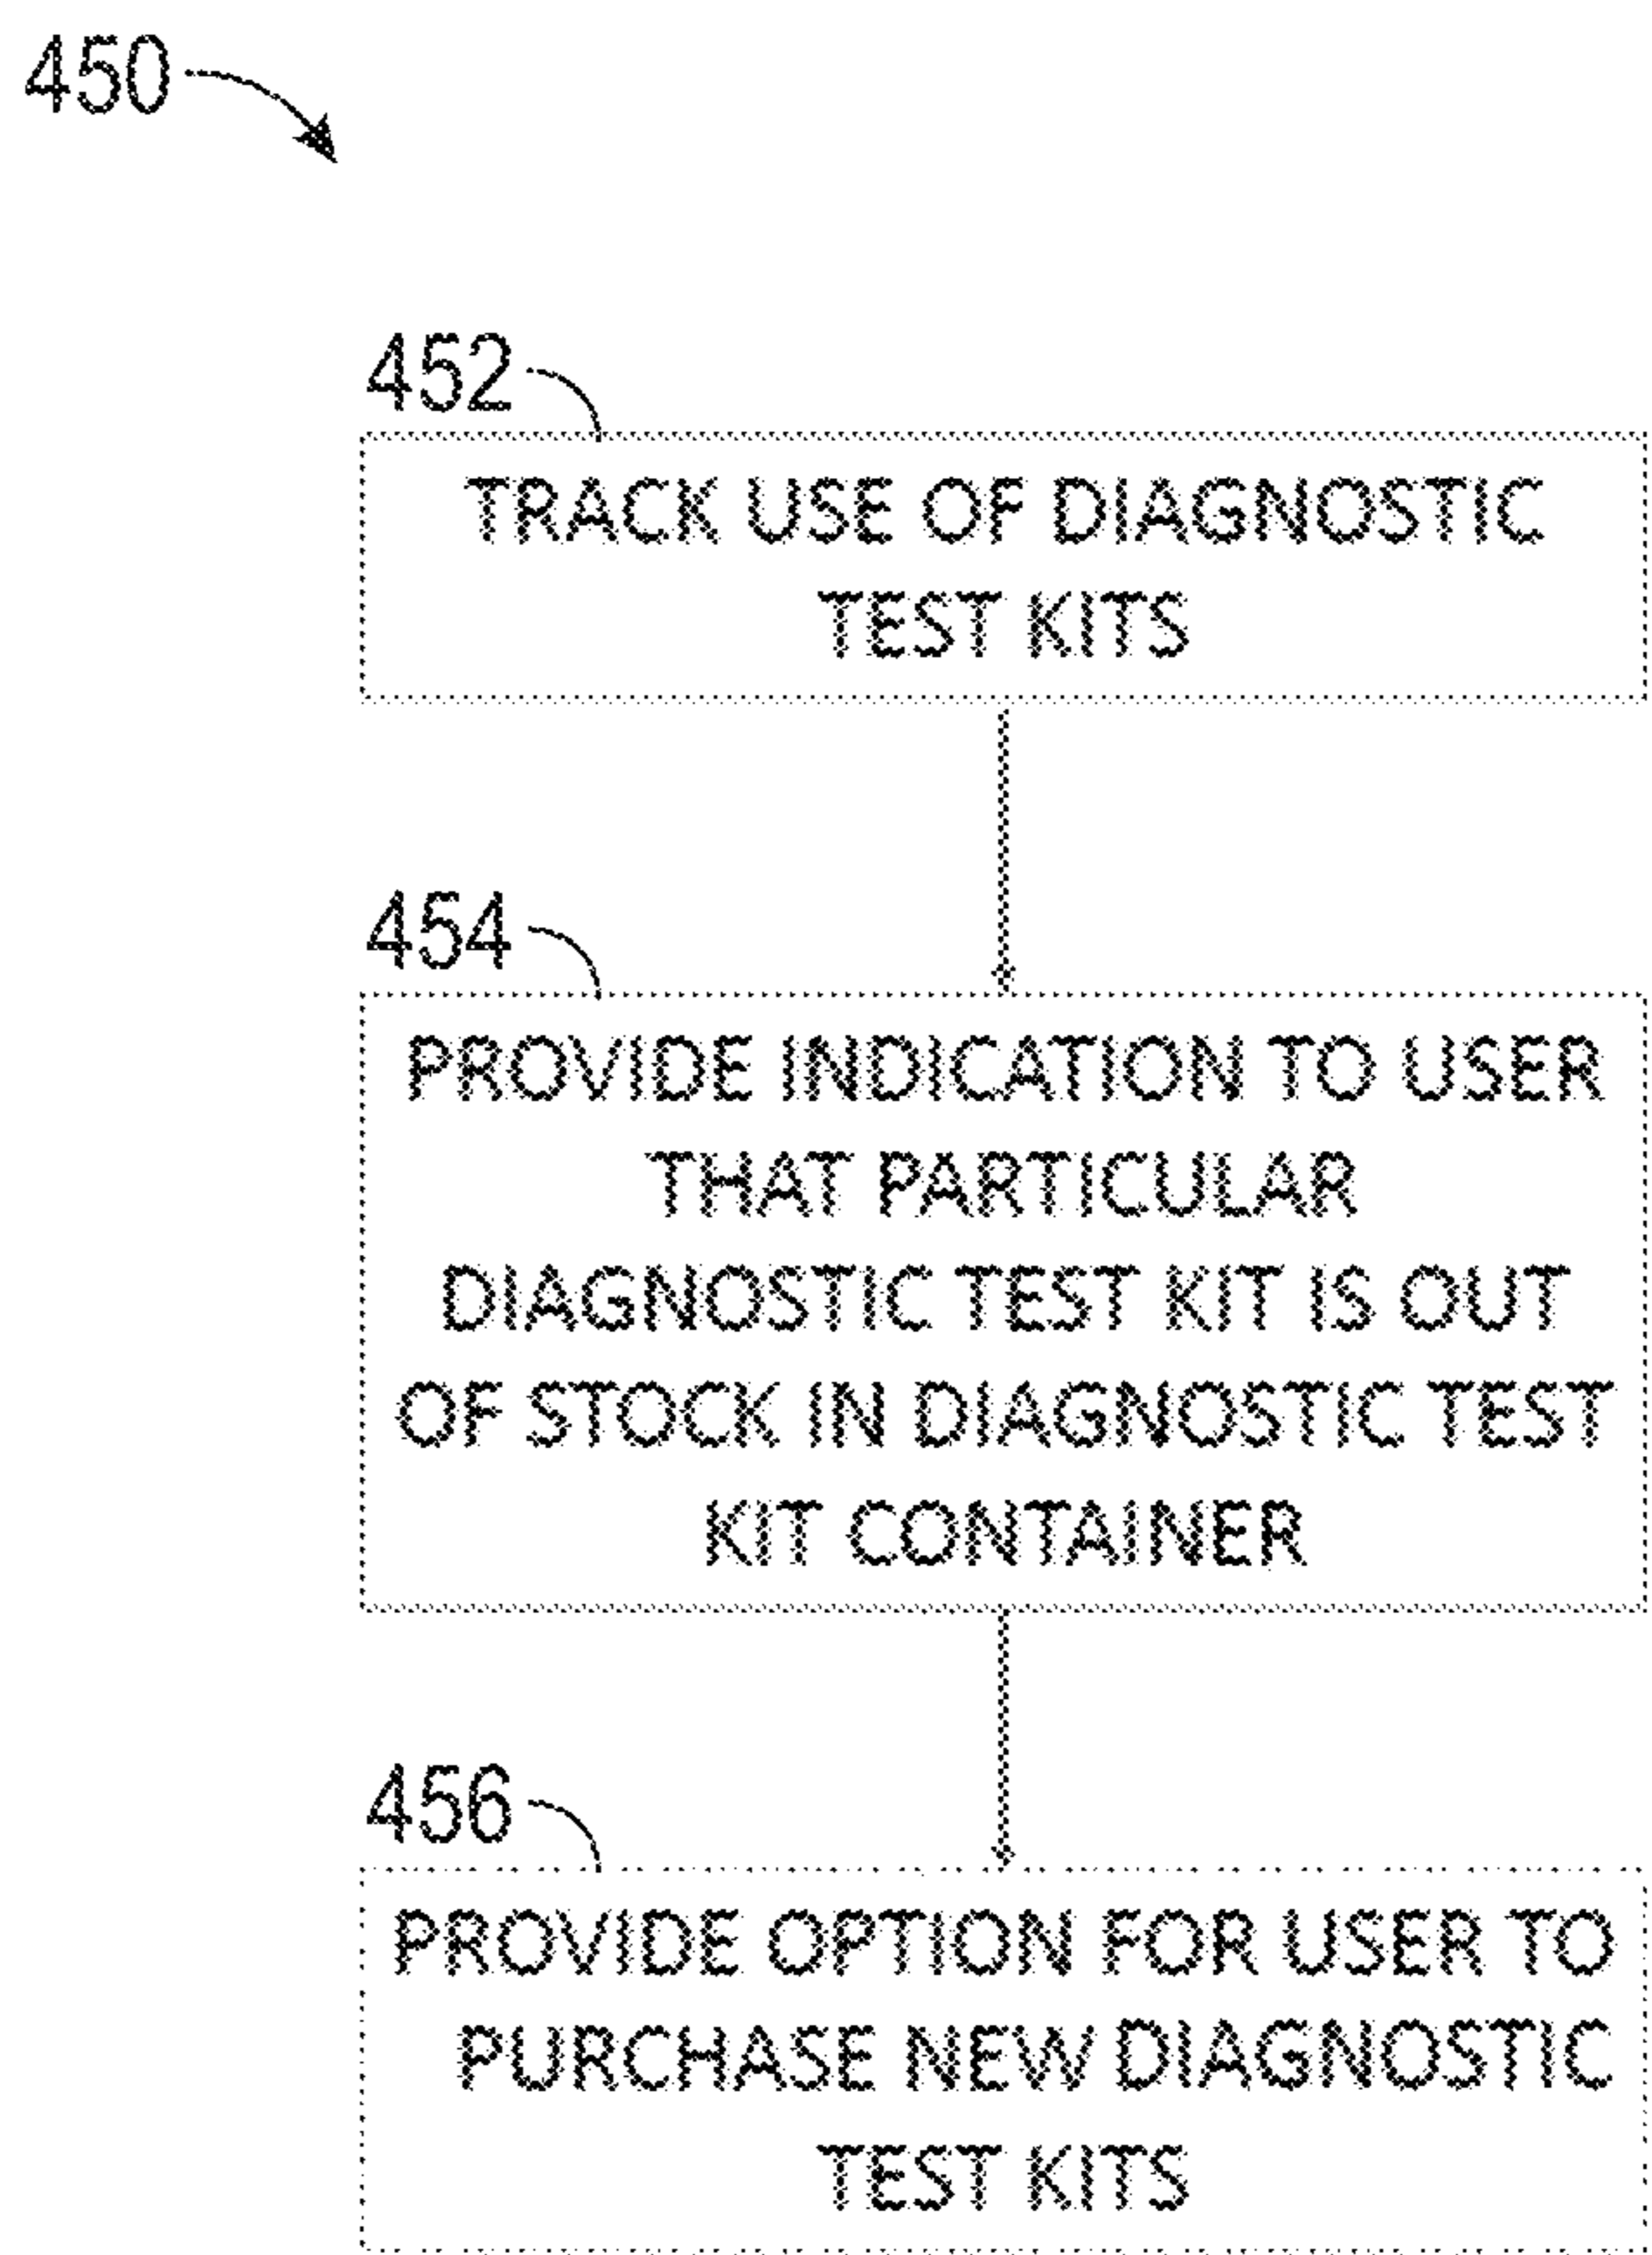 450
452
TRACK USE OF DIAGNOSTIC
TEST KITS
454
PROVIDE INDICATION TO USER
THAT PARTICULAR
DIAGNOSTIC TEST KIT IS OUT
OF STOCK IN DIAGNOSTIC TEST
KIT CONTAINER
456
PROVIDE OPTION FOR USER TO
PURCHASE NEW DIAGNOSTIC
TEST KITS